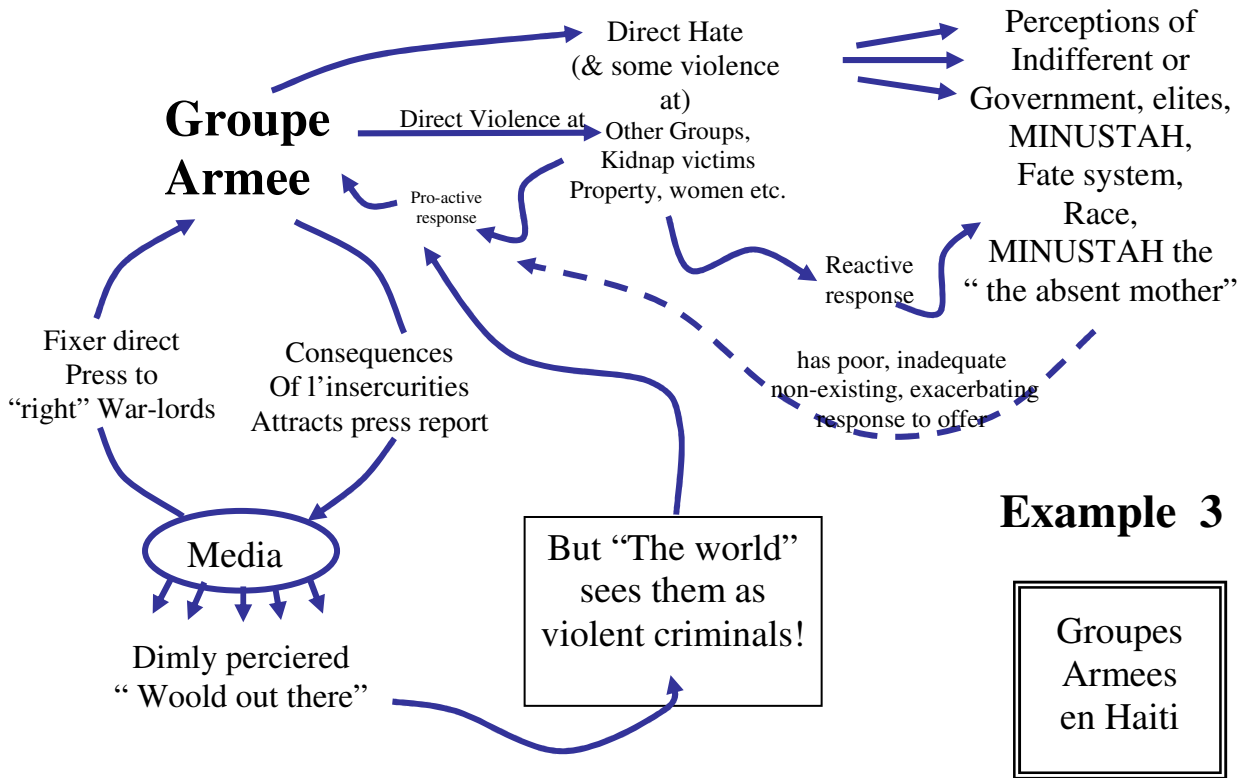 Direct Hate
(& some violence
at)
Perceptions of
Indifferent or
Government, elites,
MINUSTAH,
Fate system,
Race,
MINUSTAH the
“ the absent mother”
Groupe
Armee
Direct Violence at
Other Groups,
Kidnap victims
Property, women etc.
Pro-active
response
Reactive
response
Fixer direct
Press to
“right” War-lords
Consequences
Of l’insercurities
Attracts press report
has poor, inadequate
non-existing, exacerbating
response to offer
Media
Dimly perciered
“ Woold out there”
But “The world”
sees them as
violent criminals!
Example 3
Groupes
Armees
en Haiti